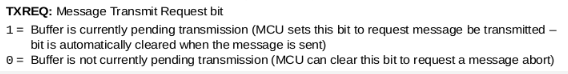 TXREQ: Message Transmit Request bit
1 = Buffer is currently pending transmission (MCU sets this bit to request message be transmitted –
bit is automatically cleared when the message is sent)
0 = Buffer is not currently pending transmission (MCU can clear this bit to request a message abort)